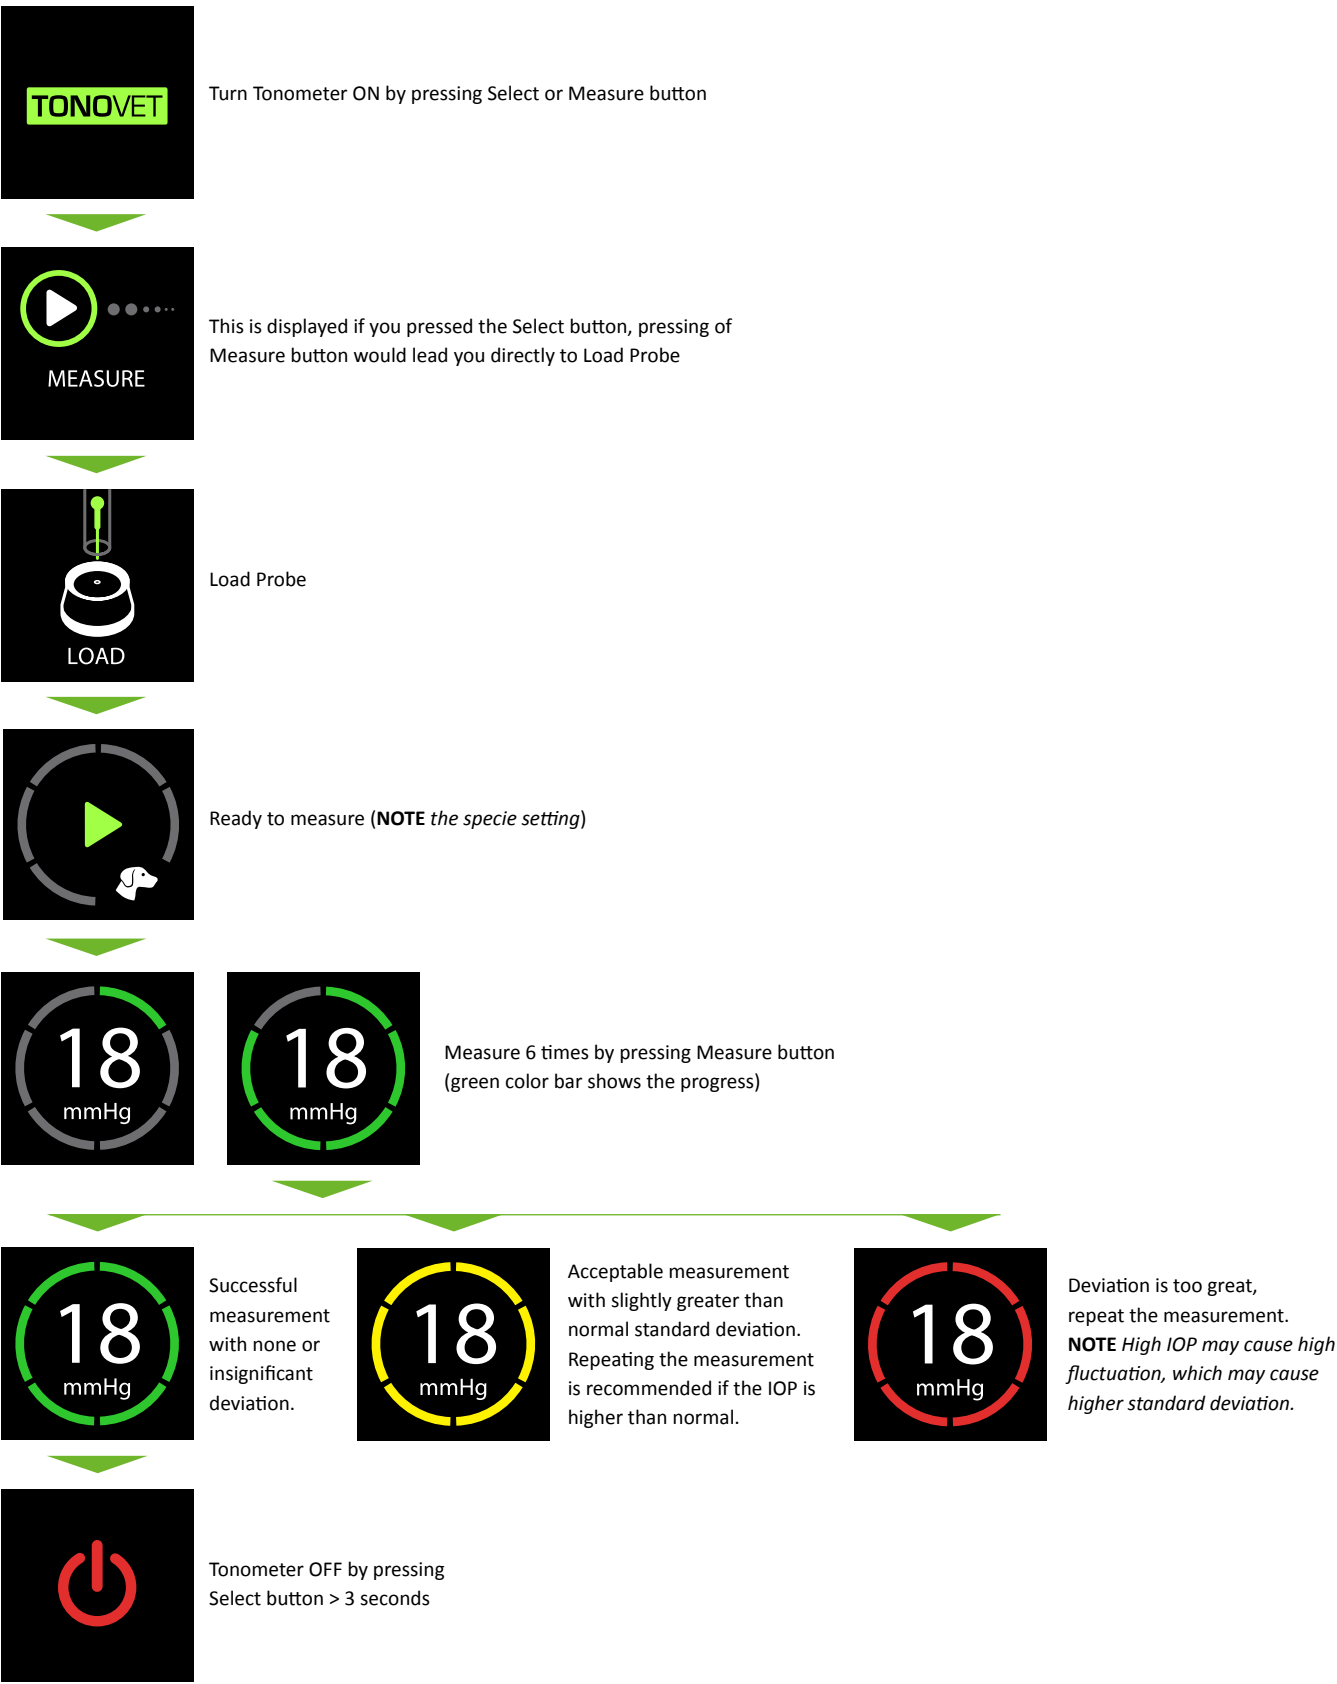 TONOVET
Turn Tonometer ON by pressing Select or Measure button
MEASURE
This is displayed if you pressed the Select button, pressing of
Measure button would lead you directly to Load Probe
LOAD
Load Probe
Ready to measure (NOTE the specie setting)
18
mmHg
18
mmHg
Measure 6 times by pressing Measure button
(green color bar shows the progress)
18
mmHg
Successful
measurement
with none or
insignificant
deviation.
18
mmHg
Acceptable measurement
with slightly greater than
normal standard deviation.
Repeating the measurement
is recommended if the IOP is
higher than normal.
18
mmHg
Deviation is too great,
repeat the measurement.
NOTE High IOP may cause high
fluctuation, which may cause
higher standard deviation.
Tonometer OFF by pressing
Select button > 3 seconds